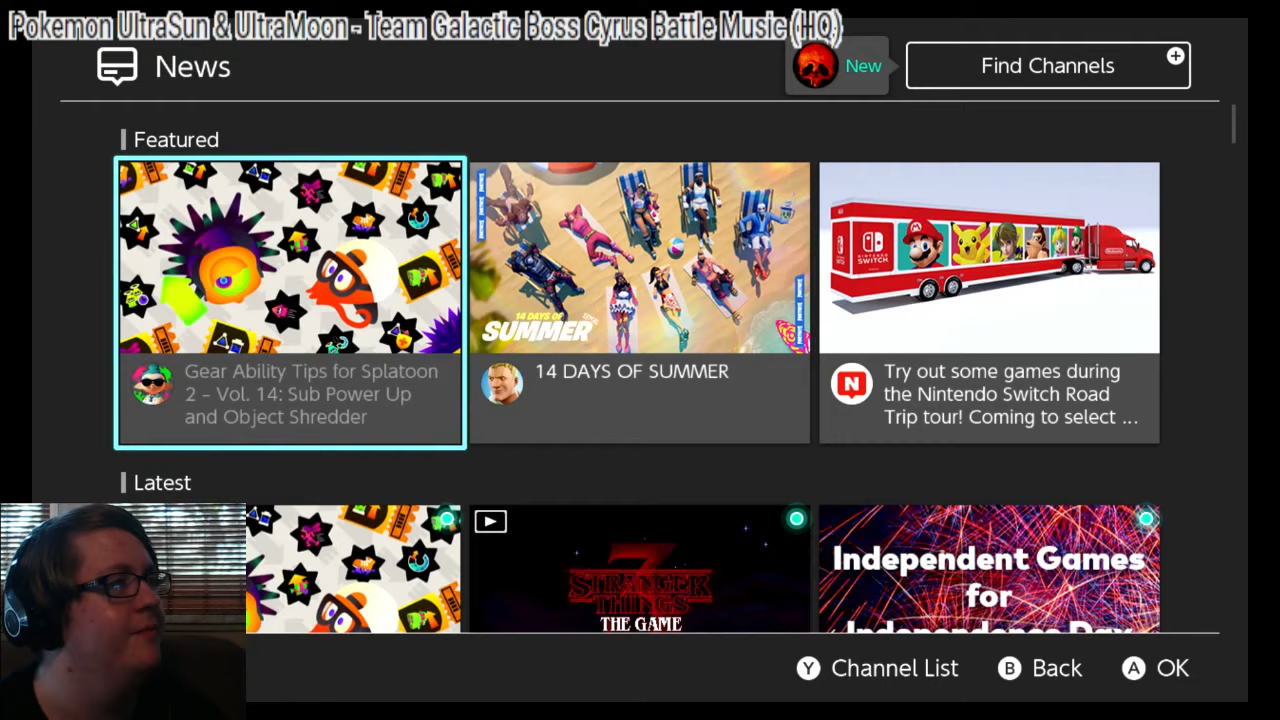 Pokemon UltraSun & UltraMoon - Team Galactic Boss Cyrus Battle Music (HQ)
News
New
Find Channels
Featured
14 DAYS OF
SUMMER
NINTENDO
SWITCH
Gear Ability Tips for Splatoon
2 – Vol. 14: Sub Power Up
and Object Shredder
14 DAYS OF SUMMER
N
Try out some games during
the Nintendo Switch Road
Trip tour! Coming to select ...
Latest
STRANGER
THINGS
3
THE GAME
Independent Games
for
Independence Day
Y Channel List
B Back
A OK